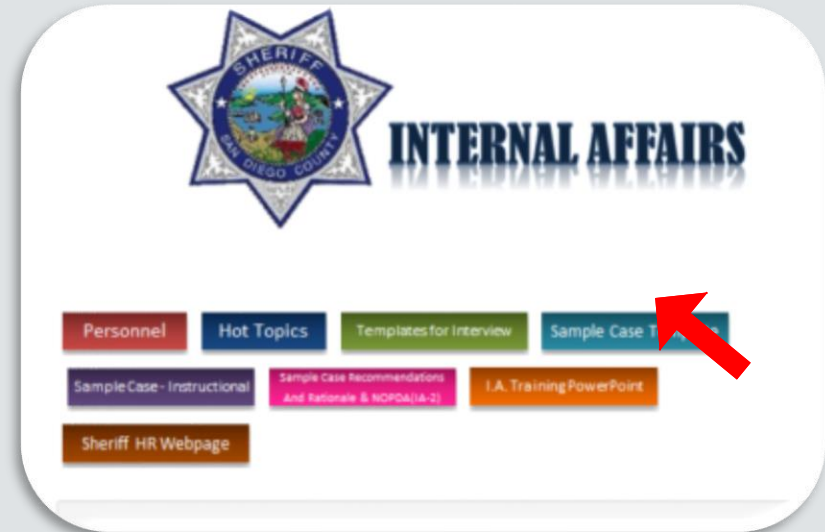 SHERIFF
SAN DIEGO COUNTY
INTERNAL AFFAIRS
Personnel
Hot Topics
Templates for Interview
Sample Case
Sample Case - Instructional
Sample Case Recommendations
And Rationale & NOPDA(IA-2)
I.A. Training PowerPoint
Sheriff HR Webpage